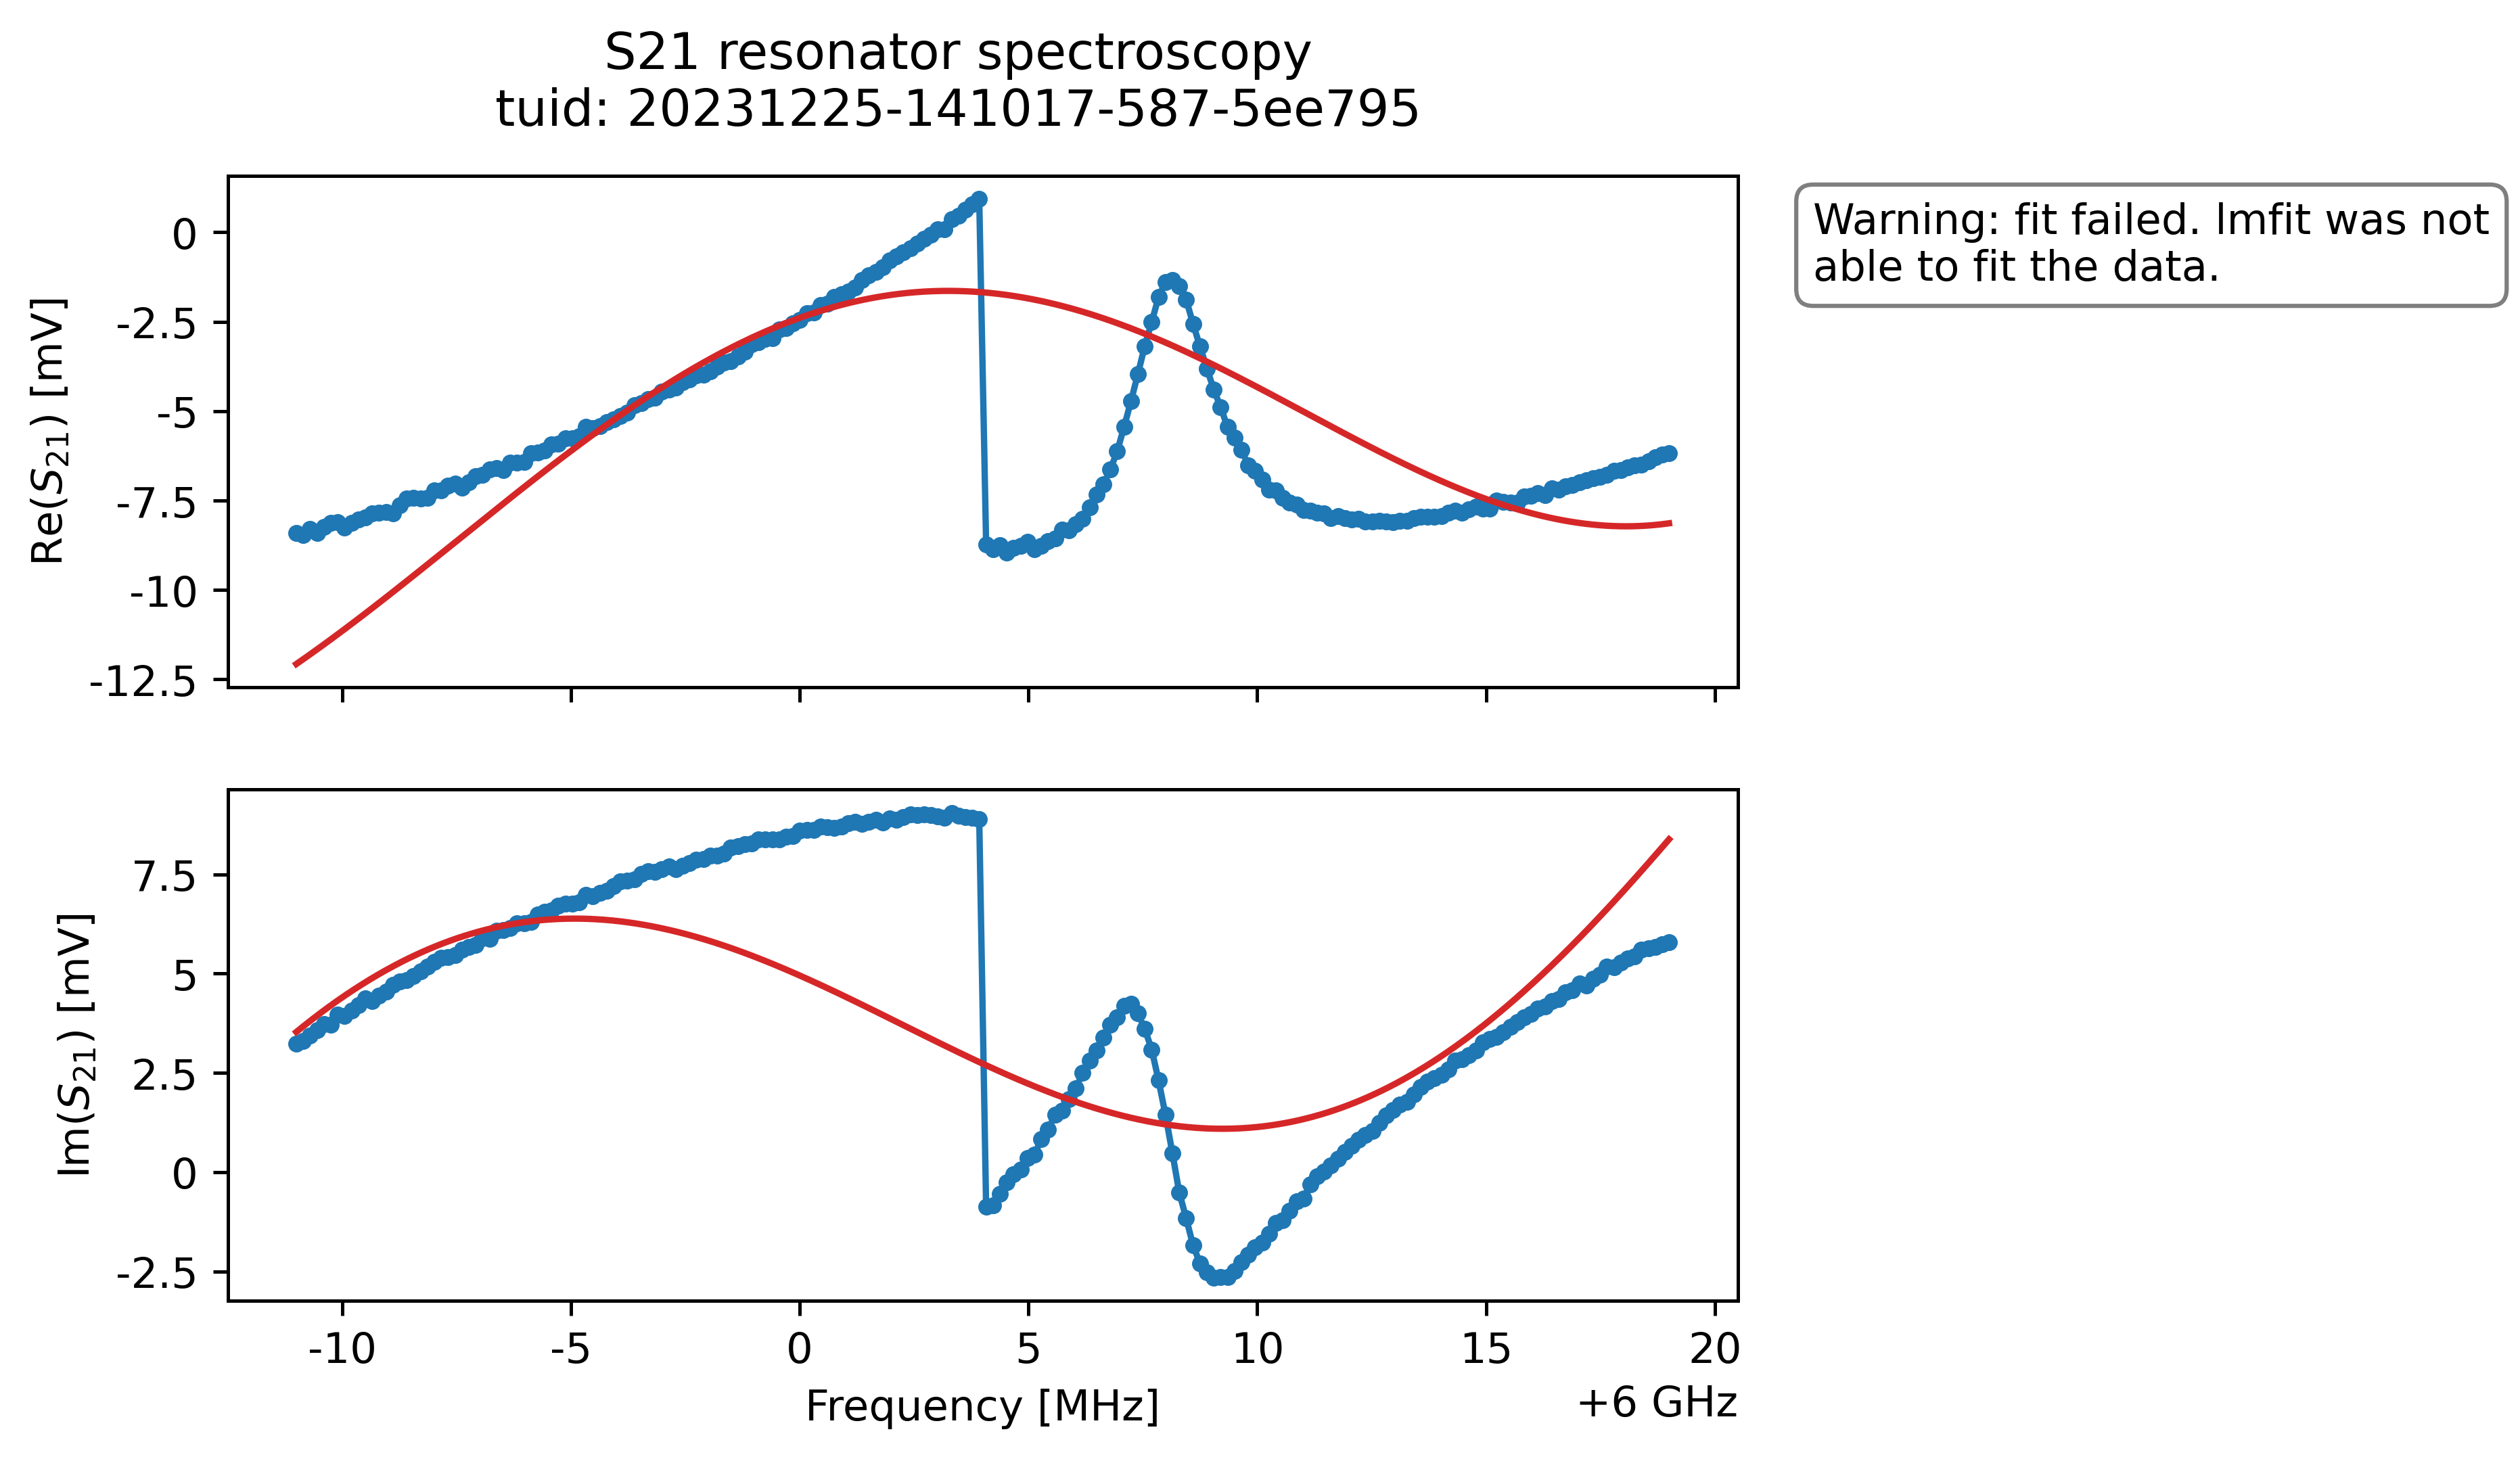 S21 resonator spectroscopy
tuid: 20231225-141017-587-5ee795
Warning: fit failed. lmfit was not
able to fit the data.
Re(S21) [mV]
0
-2.5
-5
-7.5
-10
-12.5
Im(S21) [mV]
7.5
5
2.5
0
-2.5
-10 -5 0 5 10 15 20
Frequency [MHz]
+6 GHz